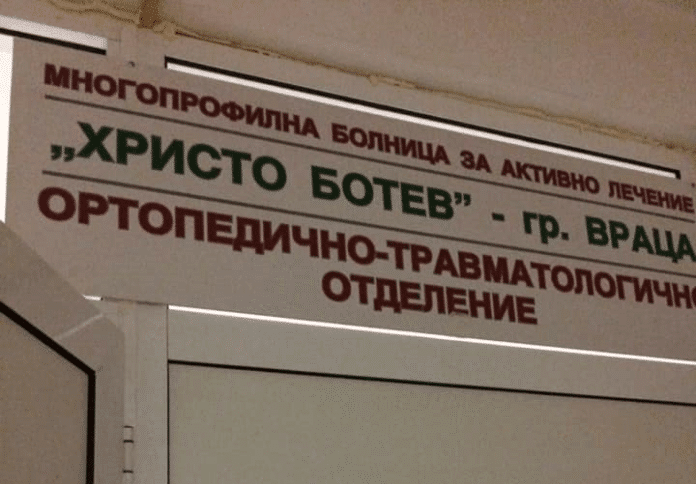 МНОГОПРОФИЛНА БОЛНИЦА ЗА АКТИВНО ЛЕЧЕНИЕ
„ХРИСТО БОТЕВ” - гр. ВРАЦА
ОРТОПЕДИЧНО-ТРАВМАТОЛОГИЧНО
ОТДЕЛЕНИЕ